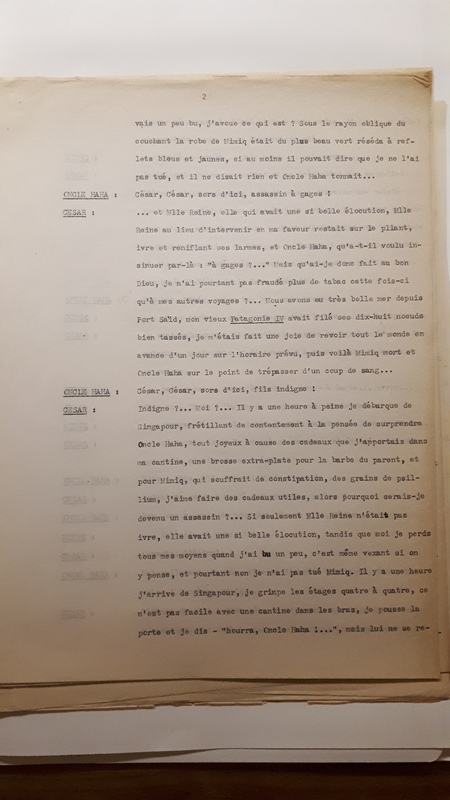 2
vais un peu bu, j'avoue ce qui est ? Sous le rayon oblique du
couchant la robe de Mimiq était du plus beau vert réséda à ref-
lets bleus et jaunes, si au moins il pouvait dire que je ne l'ai
pas tué, et il ne disait rien et Oncle Haha tonnait...
ONCLE HAHA : César, César, sors d'ici, assassin à gages !
CESAR : ... et Mlle Reine, elle qui avait une si belle élocution, Mlle
Reine au lieu d'intervenir en ma faveur restait sur le pliant,
ivre et reniflant ses larmes, et Oncle Haha, qu'a-t-il voulu in-
sinuer par-là : "à gages ?..." Mais qu'ai-je donc fait au bon
Dieu, je n'ai pourtant pas fraudé plus de tabac cette fois-ci
qu'à mes autres voyages ?... Nous avons eu très belle mer depuis
Port Saïd, mon vieux Patagonie IV avait filé ses dix-huit noeuds
bien tassés, je m'étais fait une joie de revoir tout le monde en
avance d'un jour sur l'horaire prévu, puis voilà Mimiq mort et
Oncle Haha sur le point de trépasser d'un coup de sang...
ONCLE HAHA : César, César, sors d'ici, fils indigne !
CESAR : Indigne ?... Moi ?... Il y a une heure à peine je débarque de
Singapour, frétillant de contentement à la pensée de surprendre
Oncle Haha, tout joyeux à cause des cadeaux que j'apportais dans
ma cantine, une brosse extra-plate pour la barbe du parent, et
pour Mimiq, qui souffrait de constipation, des grains de psil-
lium, j'aime faire des cadeaux utiles, alors pourquoi serais-je
devenu un assassin ?... Si seulement Mlle Reine n'était pas
ivre, elle avait une si belle élocution, tandis que moi je perds
tous mes moyens quand j'ai bu un peu, c'est même vexant si on
y pense, et pourtant non je n'ai pas tué Mimiq. Il y a une heure
j'arrive de Singapour, je grimpe les étages quatre à quatre, ce
n'est pas facile avec une cantine dans les bras, je pousse la
porte et je dis - "hourra, Oncle Haha !...", mais lui ne se re-